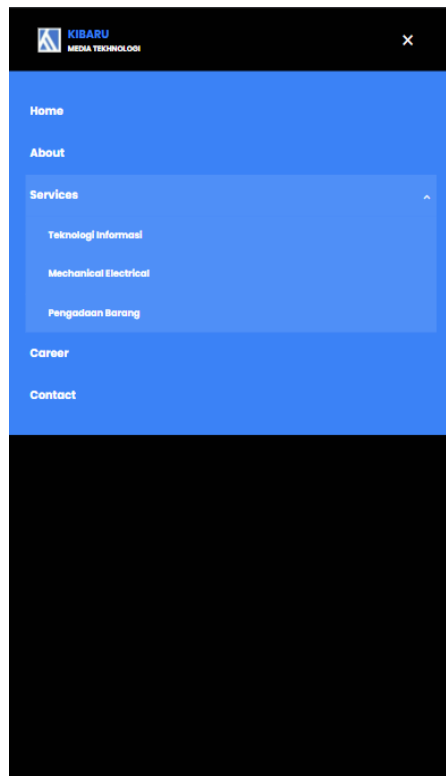 KIBARU
MEDIA TEKHNOLOGI
Home
About
Services
Teknologi Informasi
Mechanical Electrical
Pengadaan Barang
Career
Contact